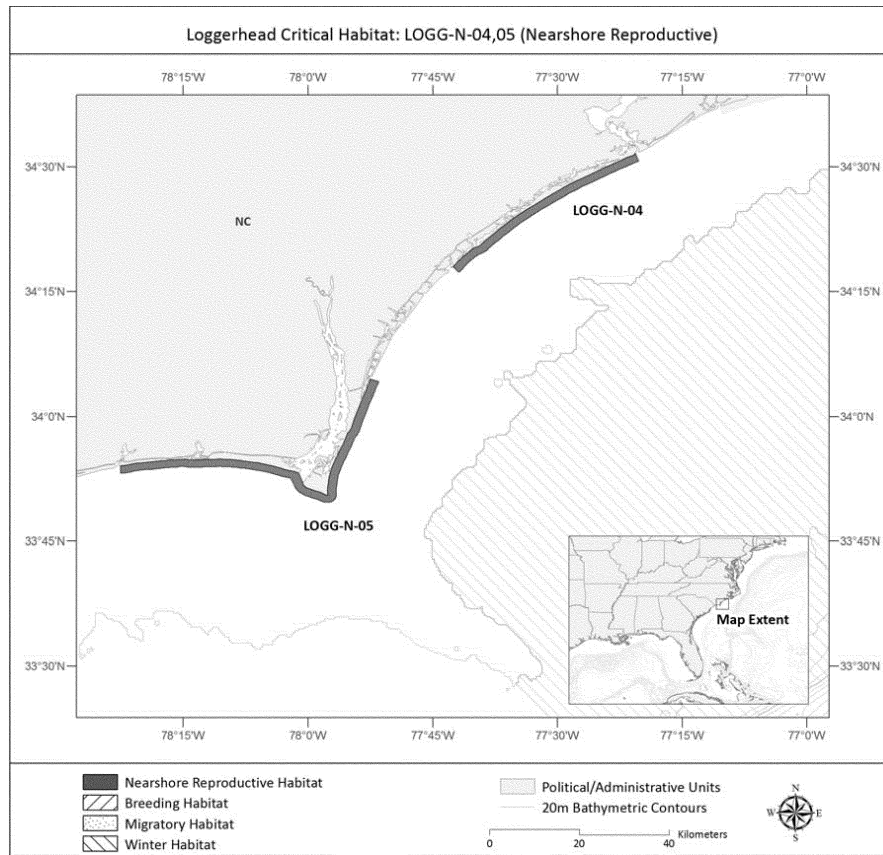 Loggerhead Critical Habitat: LOGG-N-04,05 (Nearshore Reproductive)
78°15'W 78°0'W 77°45'W 77°30'W 77°15'W 77°0'W
34°30'N 34°30'N
LOGG-N-04
NC
34°15'N 34°15'N
34°0'N 34°0'N
LOGG-N-05
33°45'N 33°45'N
Map Extent
33°30'N 33°30'N
78°15'W 78°0'W 77°45'W 77°30'W 77°15'W 77°0'W
Nearshore Reproductive Habitat
Breeding Habitat
Migratory Habitat
Winter Habitat
Political/Administrative Units
20m Bathymetric Contours
Kilometers
0 20 40
N
W E
S